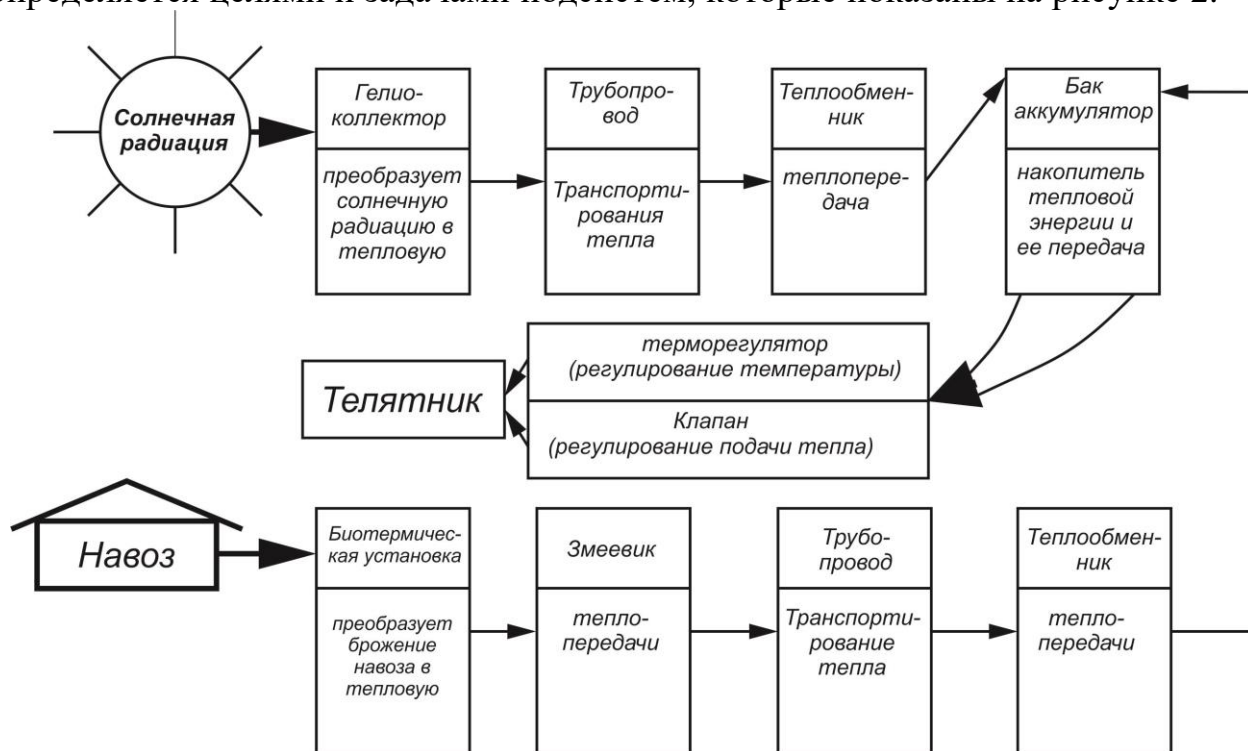 определяется целями и задачами подсистем, которые показаны на рисунке 2.
Солнечная
радиация
Гелио-
коллектор
преобразует
солнечную
радиацию в
тепловую
Трубопро-
вод
Транспорти-
рования
тепла
Теплообмен-
ник
теплопере-
дача
Бак
аккумулятор
накопитель
тепловой
энергии и
ее передача
терморегулятор
(регулирование температуры)
Телятник
Клапан
(регулирование подачи тепла)
Навоз
Биотермичес-
кая установка
преобразует
брожение
навоза в
тепловую
Змеевик
тепло-
передачи
Трубо-
провод
Транспорти-
рование
тепла
Теплообмен-
ник
тепло-
передачи